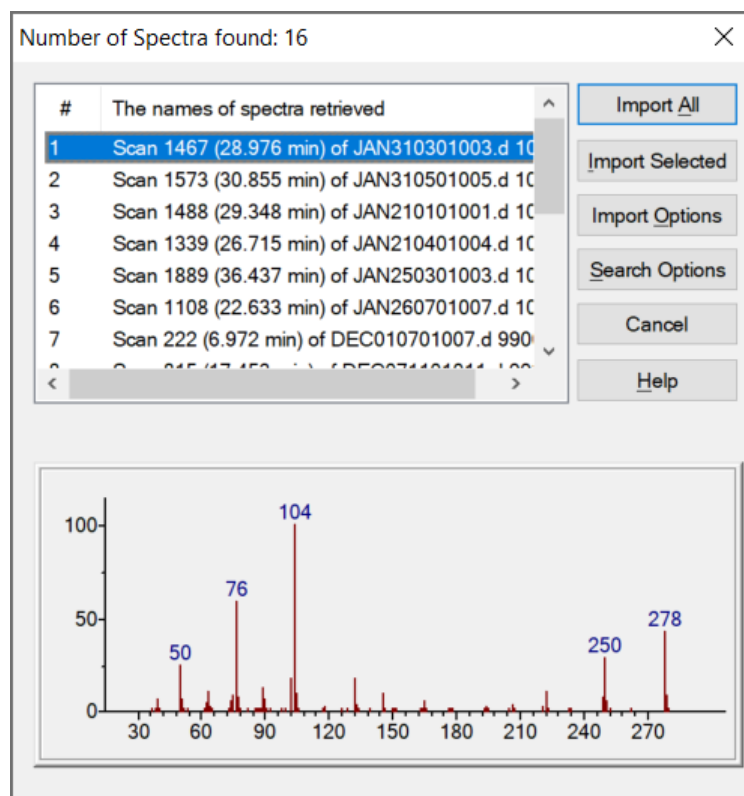 Number of Spectra found: 16
# The names of spectra retrieved
1 Scan 1467 (28.976 min) of JAN310301003.d 10
2 Scan 1573 (30.855 min) of JAN310501005.d 10
3 Scan 1488 (29.348 min) of JAN210101001.d 10
4 Scan 1339 (26.715 min) of JAN210401004.d 10
5 Scan 1889 (36.437 min) of JAN250301003.d 10
6 Scan 1108 (22.633 min) of JAN260701007.d 10
7 Scan 222 (6.972 min) of DEC010701007.d 990
Import All
Import Selected
Import Options
Search Options
Cancel
Help
100
50
0
50
76
104
250
278
30 60 90 120 150 180 210 240 270